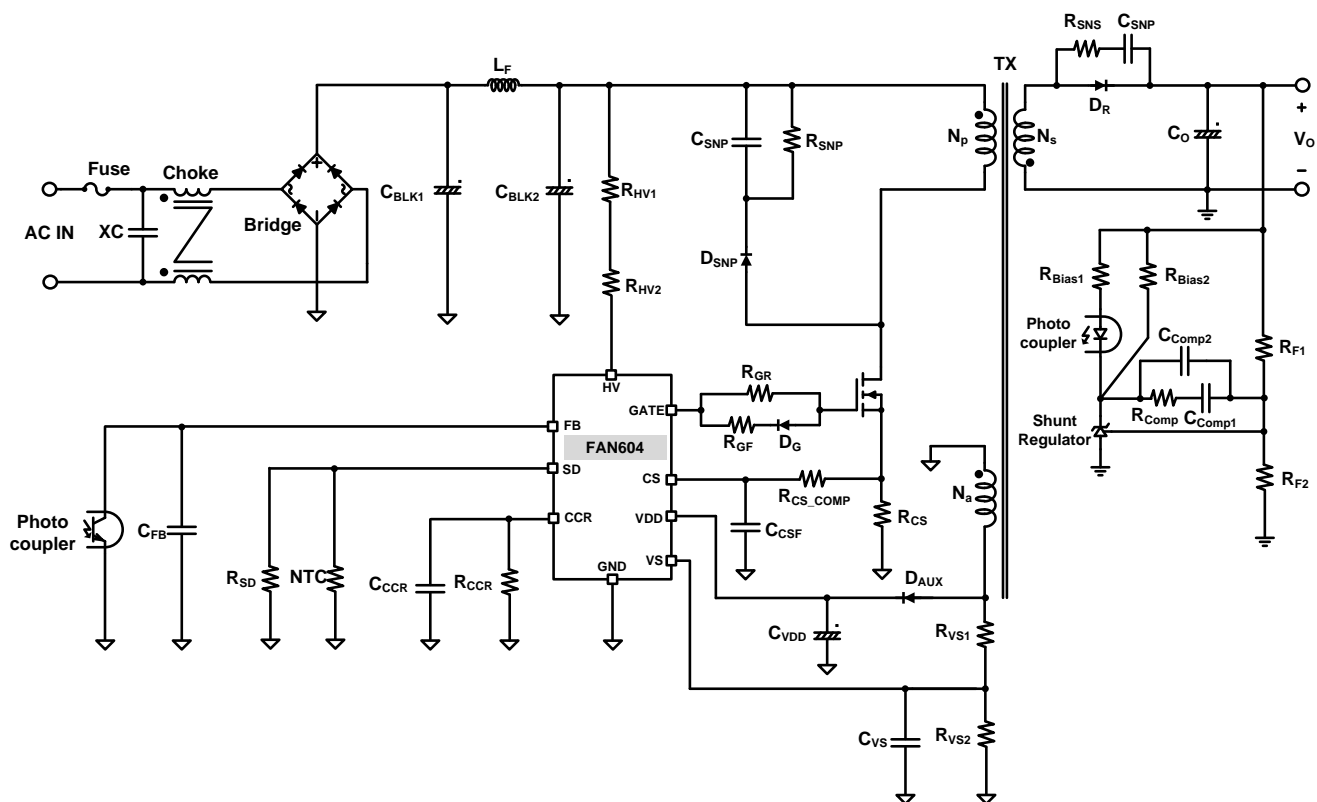 RSNS
CSNP
TX
LF
DR
+
CO
VO
−
Np
Ns
CSNP
RSNP
Fuse
Choke
+
CBLK1
CBLK2
RHV1
AC IN
XC
Bridge
DSNP
RHV2
RBias1
RBias2
Photo
coupler
CComp2
RF1
RComp
CComp1
Shunt
Regulator
RF2
HV
RGR
GATE
RGF
DG
FB
FAN604
SD
CS
RCS_COMP
Na
RCS
CCSF
CCR
VDD
VS
GND
Photo
coupler
CFB
RSD
NTC
CCCR
RCCR
DAUX
CVDD
RVS1
CVS
RVS2